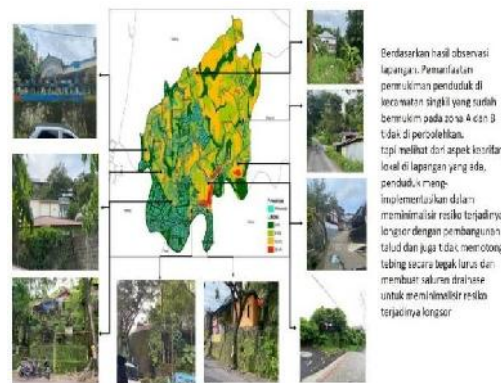 Berdasarkan hasil observasi
lapangan. Pemanfaatan
permukiman penduduk di
kecamatan singkil yang sudah
bermukim pada zona A dan B
tidak di perbolehkan.
tapi melihat dari aspek kearifan
lokal di lapangan yang ada,
penduduk meng-
implementasikan dalam
meminimalisir resiko terjadinya
longsor dengan pembangunan
talud dan juga tidak memotong
tebing secara tegak lurus dan
membuat saluran drainase
untuk meminimalisir resiko
terjadinya longsor